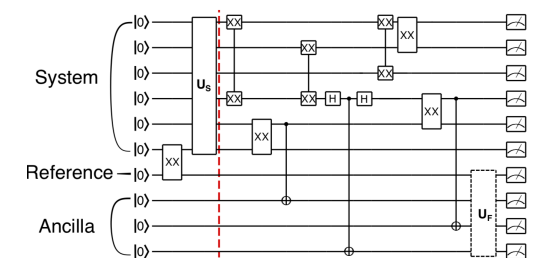 |0⟩ XX XX
|0⟩ XX XX
System |0⟩ XX
U_S
|0⟩ XX XX H H
|0⟩ XX XX
|0⟩ XX
Reference |0⟩
|0⟩
Ancilla |0⟩ U_F
|0⟩